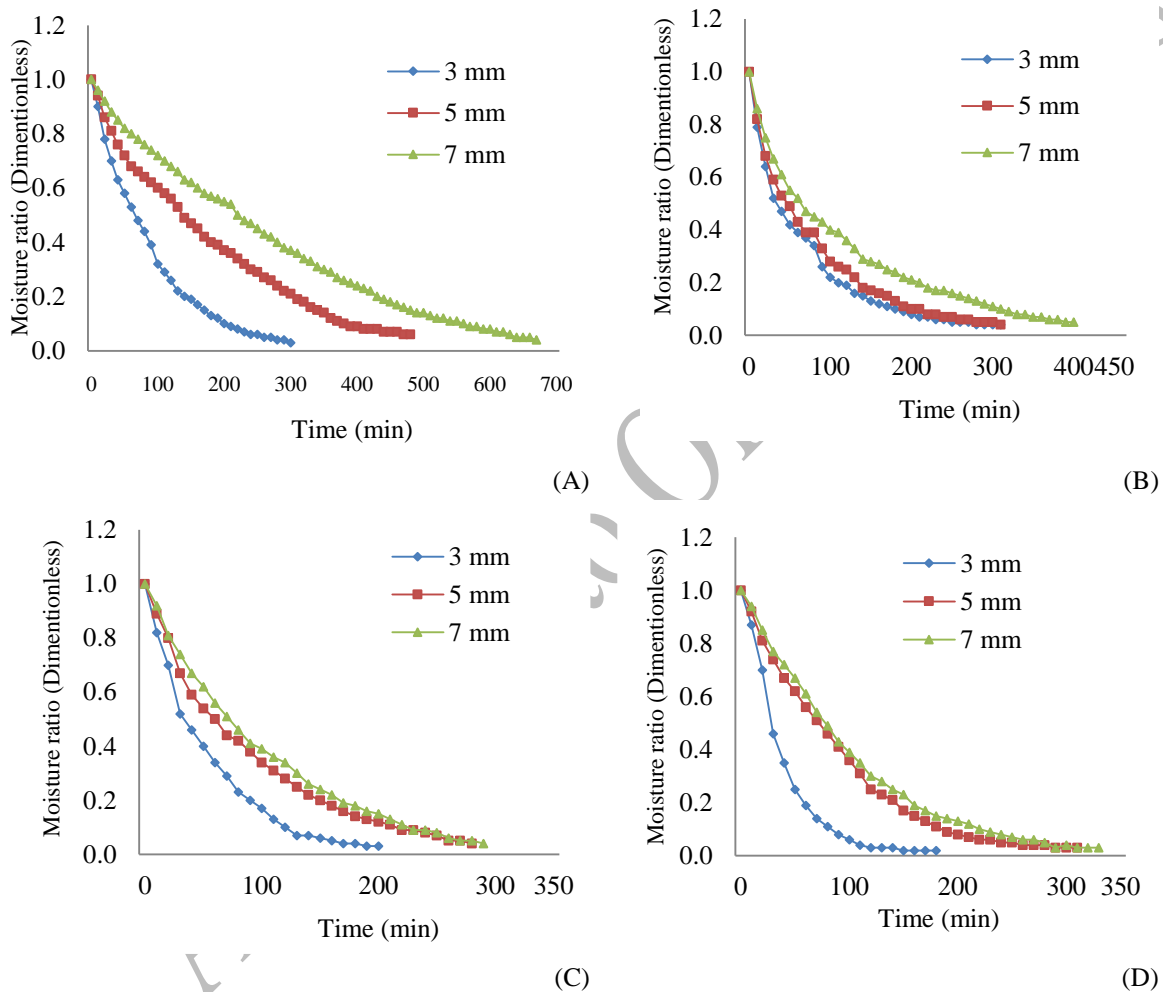 1.2
1.0
0.8
0.6
0.4
0.2
0.0
Moisture ratio (Dimentionless)
3 mm
5 mm
7 mm
0 100 200 300 400 500 600 700
Time (min)
(A)
1.2
1.0
0.8
0.6
0.4
0.2
0.0
Moisture ratio (Dimentionless)
3 mm
5 mm
7 mm
0 100 200 300 400450
Time (min)
(B)
1.2
1.0
0.8
0.6
0.4
0.2
0.0
Moisture ratio (Dimentionless)
3 mm
5 mm
7 mm
0 100 200 300 350
Time (min)
(C)
1.2
1.0
0.8
0.6
0.4
0.2
0.0
Moisture ratio (Dimentionless)
3 mm
5 mm
7 mm
0 100 200 300 350
Time (min)
(D)